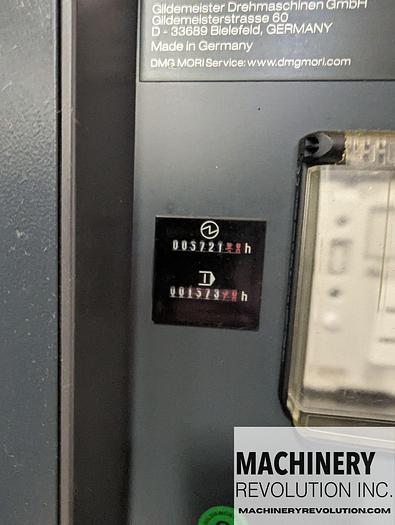 Gildemeister Drehmaschinen GmbH
Gildemeisterstrasse 60
D - 33689 Bielefeld, GERMANY
Made in Germany
DMG MORI Service: www.dmgmori.com
003721 h
001573 h
MACHINERY
REVOLUTION INC.
MACHINERYREVOLUTION.COM